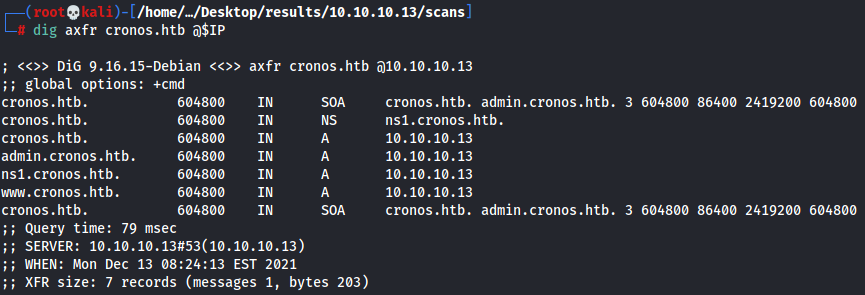 ┌──(root💀kali)-[/home/…/Desktop/results/10.10.10.13/scans]
└─# dig axfr cronos.htb @$IP
; <<>> DiG 9.16.15-Debian <<>> axfr cronos.htb @10.10.10.13
;; global options: +cmd
cronos.htb. 604800 IN SOA cronos.htb. admin.cronos.htb. 3 604800 86400 2419200 604800
cronos.htb. 604800 IN NS ns1.cronos.htb.
cronos.htb. 604800 IN A 10.10.10.13
admin.cronos.htb. 604800 IN A 10.10.10.13
ns1.cronos.htb. 604800 IN A 10.10.10.13
www.cronos.htb. 604800 IN A 10.10.10.13
cronos.htb. 604800 IN SOA cronos.htb. admin.cronos.htb. 3 604800 86400 2419200 604800
;; Query time: 79 msec
;; SERVER: 10.10.10.13#53(10.10.10.13)
;; WHEN: Mon Dec 13 08:24:13 EST 2021
;; XFR size: 7 records (messages 1, bytes 203)